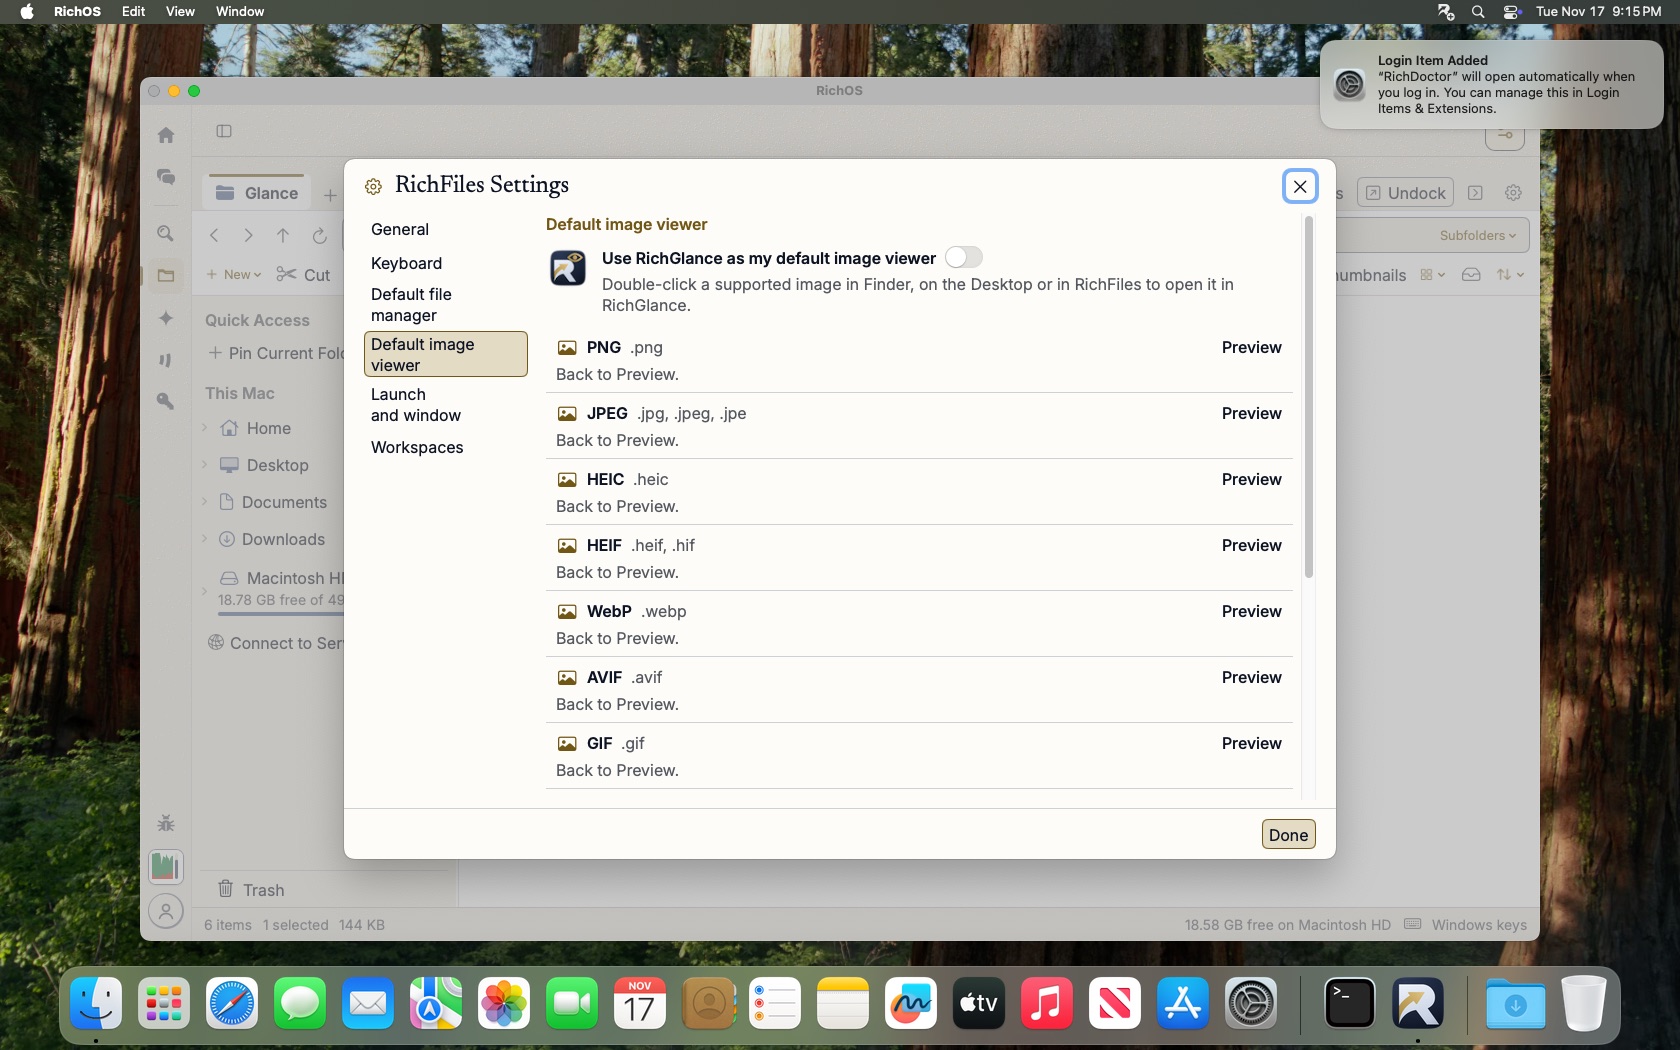 RichOS Edit View Window
Tue Nov 17 9:15 PM
Login Item Added
“RichDoctor” will open automatically when
you log in. You can manage this in Login
Items & Extensions.
RichOS
Glance
Undock
Subfolders
New
Cut
Quick Access
Pin Current
This Mac
Home
Desktop
Documents
Downloads
Macintosh
18.78 GB free of
Connect to
Trash
6 items 1 selected 144 KB
18.58 GB free on Macintosh HD
Windows keys
RichFiles Settings
General
Keyboard
Default file
manager
Default image
viewer
Launch
and window
Workspaces
Default image viewer
Use RichGlance as my default image viewer
Double-click a supported image in Finder, on the Desktop or in RichFiles to open it in
RichGlance.
PNG .png Preview
Back to Preview.
JPEG .jpg, .jpeg, .jpe Preview
Back to Preview.
HEIC .heic Preview
Back to Preview.
HEIF .heif, .hif Preview
Back to Preview.
WebP .webp Preview
Back to Preview.
AVIF .avif Preview
Back to Preview.
GIF .gif Preview
Back to Preview.
Done
NOV
17
tv